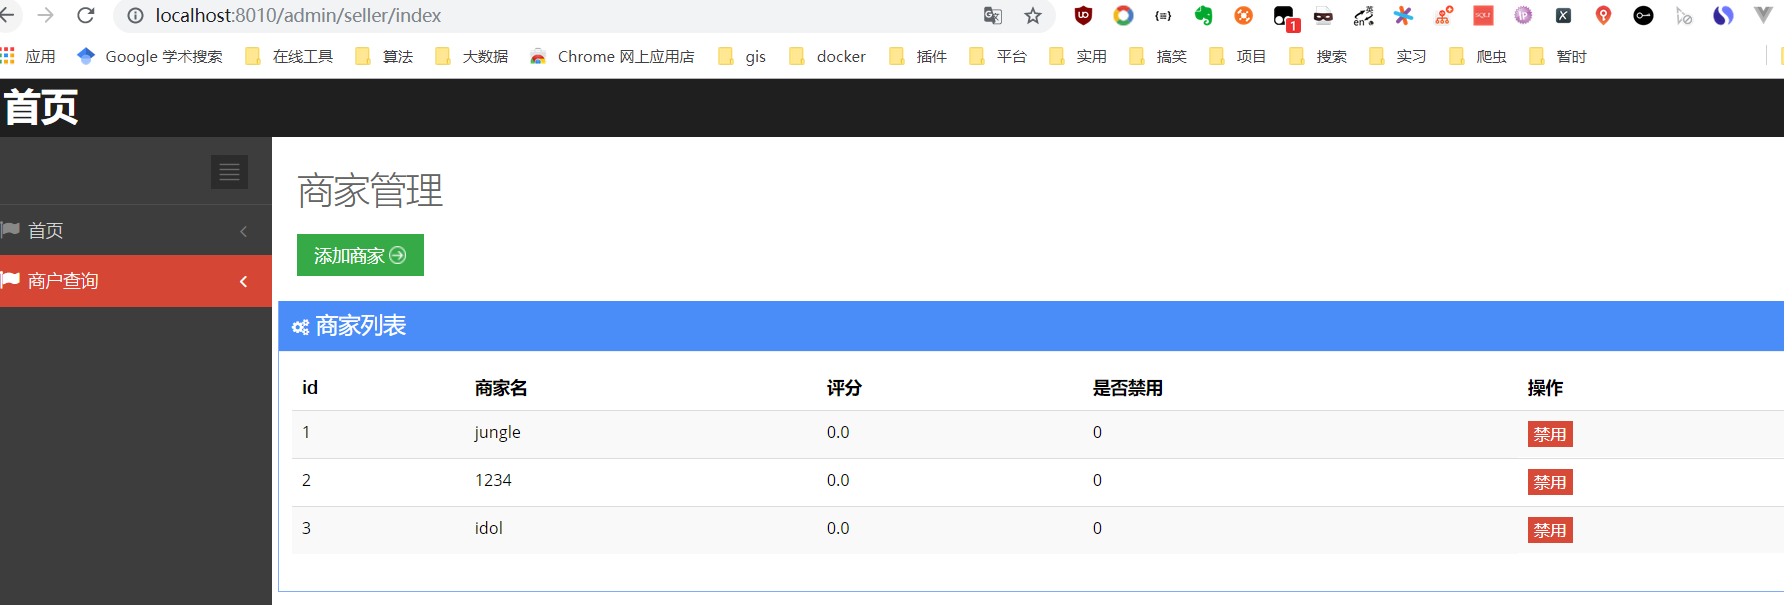 localhost:8010/admin/seller/index
应用 Google 学术搜索 在线工具 算法 大数据 Chrome 网上应用店 gis docker 插件 平台 实用 搞笑 项目 搜索 实习 爬虫 暂时
首页
商家管理
首页
添加商家
商户查询
商家列表
id 商家名 评分 是否禁用 操作
1 jungle 0.0 0 禁用
2 1234 0.0 0 禁用
3 idol 0.0 0 禁用